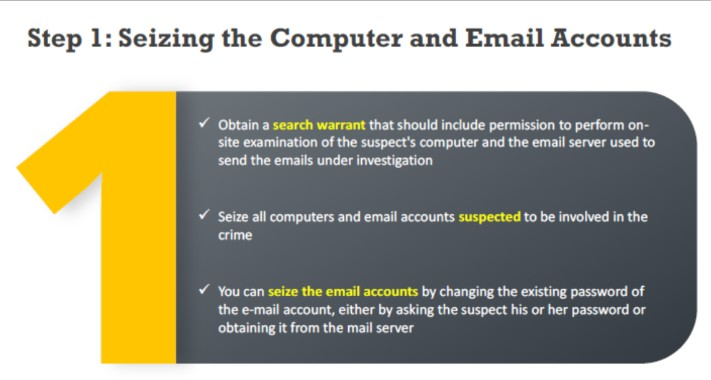 Step 1: Seizing the Computer and Email Accounts
1
✓ Obtain a search warrant that should include permission to perform on-
site examination of the suspect's computer and the email server used to
send the emails under investigation
✓ Seize all computers and email accounts suspected to be involved in the
crime
✓ You can seize the email accounts by changing the existing password of
the e-mail account, either by asking the suspect his or her password or
obtaining it from the mail server